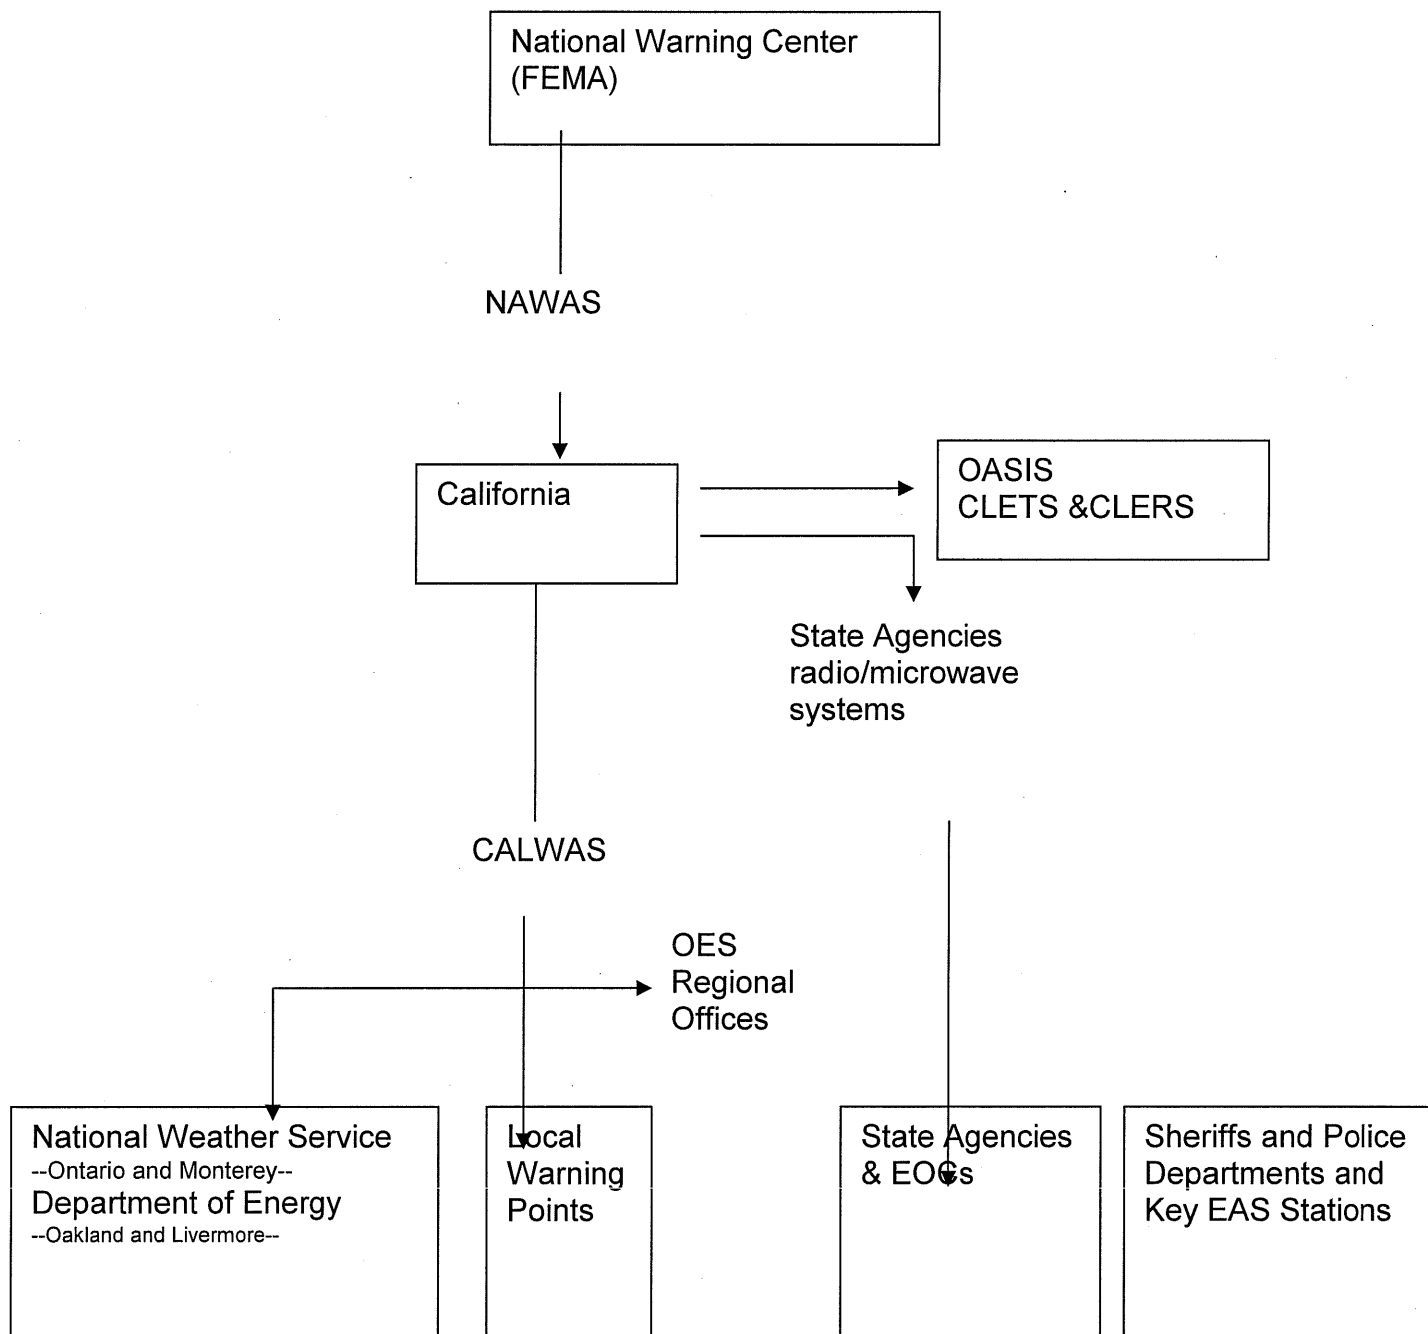 National Warning Center
(FEMA)
NAWAS
California
OASIS
CLETS &CLERS
State Agencies
radio/microwave
systems
CALWAS
OES
Regional
Offices
National Weather Service
--Ontario and Monterey--
Department of Energy
--Oakland and Livermore--
Local
Warning
Points
State Agencies
& EOCs
Sheriffs and Police
Departments and
Key EAS Stations